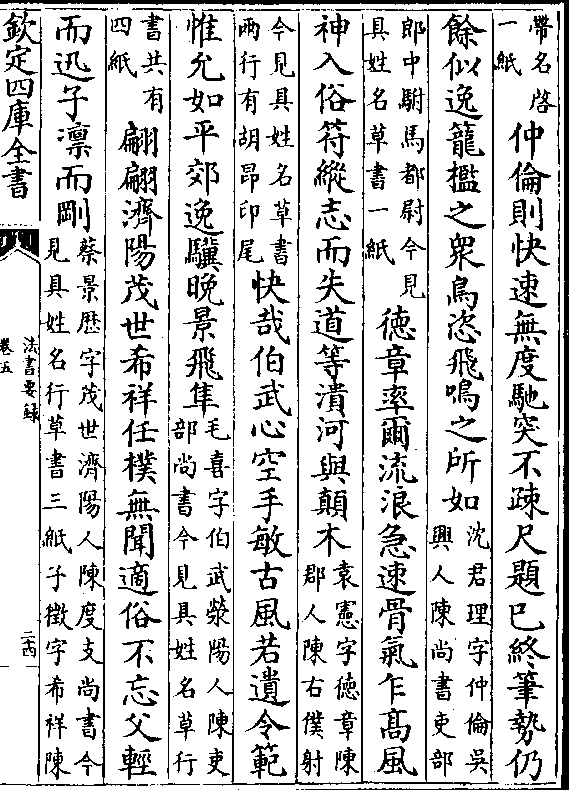 帶名啓
一紙
仲倫則快速無度馳突不踈尺題已終筆勢仍
餘似逸籠檻之衆鳥恣飛鳴之所如
沈君理字仲倫吳
興人陳尚書吏部
郎中駙馬都尉今見
具姓名草書一紙
德章率爾流浪急速骨氣乍高風
神入俗符縱志而失道等潰河與顛木
袁憲字德章陳
郡人陳右僕射
今見具姓名草書
兩行有胡昂印尾
快哉伯武心空手敏古風若遺令範
惟允如平郊逸驥晚景飛隼
毛喜字伯武滎陽人陳吏
部尚書今見具姓名草行
書共有
四紙
翩翩濟陽茂世希祥任樸無聞適俗不忘父輕
而迅子凛而剛
蔡景歴字茂世濟陽人陳度支尚書今
見具姓名行草書三紙子徵字希祥陳
欽定四庫全書
法書要録
卷五
二十四